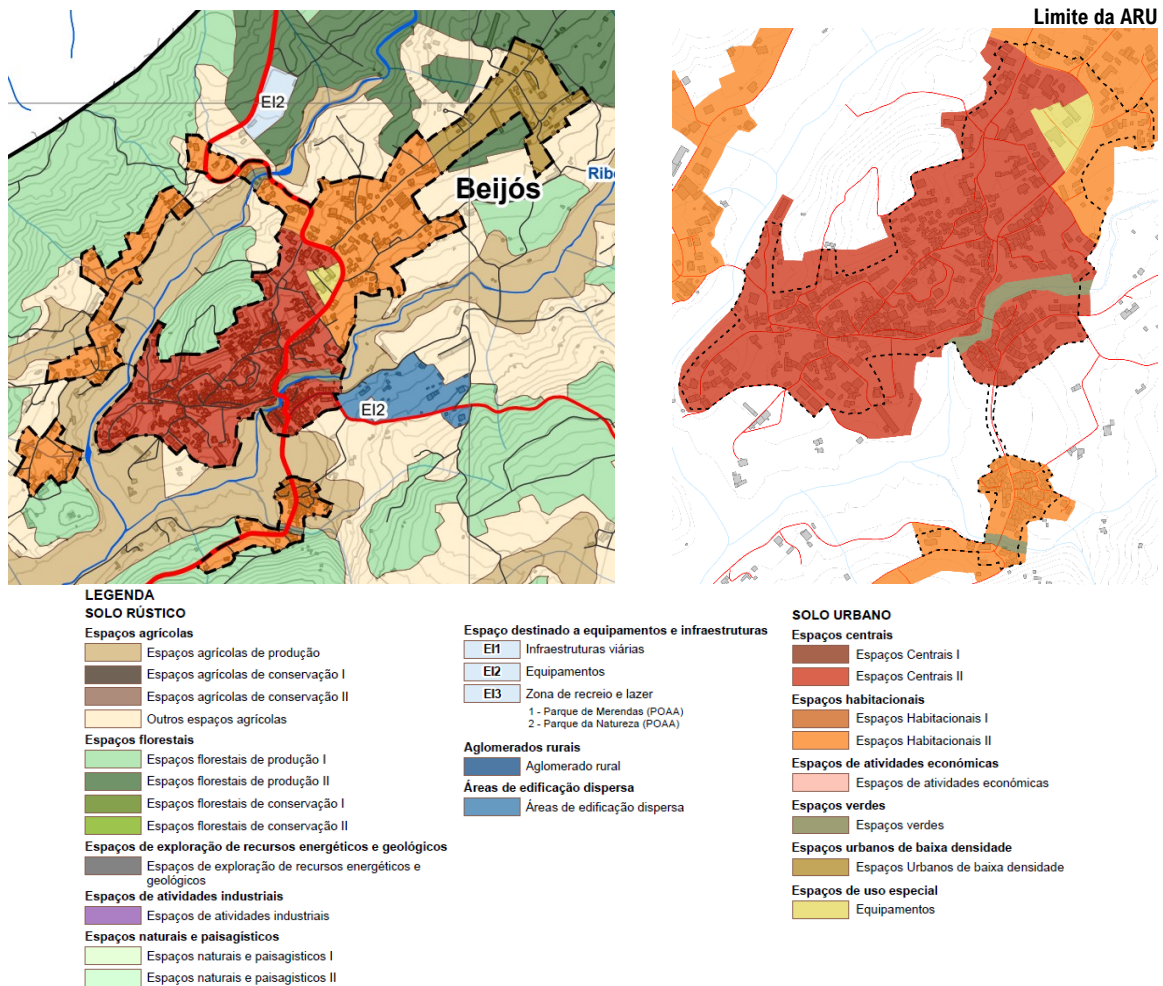 Limite da ARU
EI2
Beijós
Ribe
EI2
LEGENDA
SOLO RÚSTICO
Espaços agrícolas
Espaços agrícolas de produção
Espaços agrícolas de conservação I
Espaços agrícolas de conservação II
Outros espaços agrícolas
Espaços florestais
Espaços florestais de produção I
Espaços florestais de produção II
Espaços florestais de conservação I
Espaços florestais de conservação II
Espaços de exploração de recursos energéticos e geológicos
Espaços de exploração de recursos energéticos e
geológicos
Espaços de atividades industriais
Espaços de atividades industriais
Espaços naturais e paisagísticos
Espaços naturais e paisagisticos I
Espaços naturais e paisagisticos II
Espaço destinado a equipamentos e infraestruturas
EI1 Infraestruturas viárias
EI2 Equipamentos
EI3 Zona de recreio e lazer
1 - Parque de Merendas (POAA)
2 - Parque da Natureza (POAA)
Aglomerados rurais
Aglomerado rural
Áreas de edificação dispersa
Áreas de edificação dispersa
SOLO URBANO
Espaços centrais
Espaços Centrais I
Espaços Centrais II
Espaços habitacionais
Espaços Habitacionais I
Espaços Habitacionais II
Espaços de atividades económicas
Espaços de atividades económicas
Espaços verdes
Espaços verdes
Espaços urbanos de baixa densidade
Espaços Urbanos de baixa densidade
Espaços de uso especial
Equipamentos